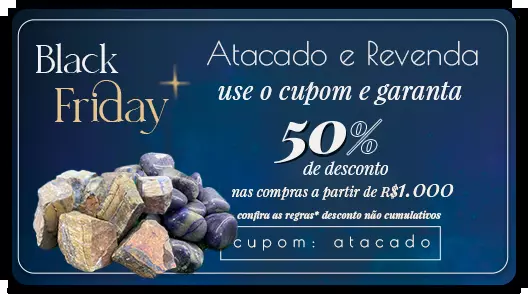 Black
Friday
Atacado e Revenda
use o cupom e garanta
50%
de desconto
nas compras a partir de R$1.000
confira as regras* desconto não cumulativos
cupom: atacado